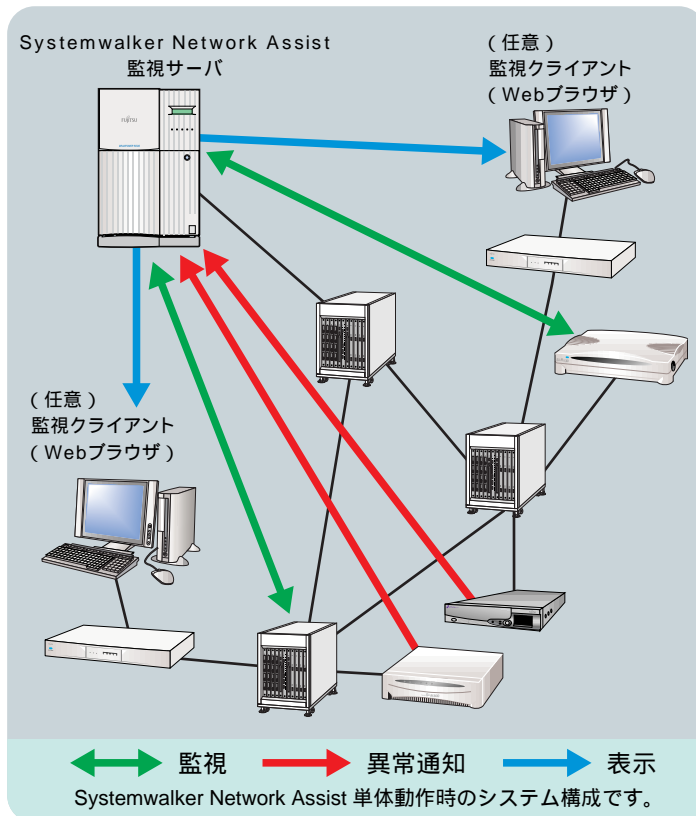 Systemwalker Network Assist
監視サーバ
(任意)
監視クライアント
(Webブラウザ)
FUJITSU
(任意)
監視クライアント
(Webブラウザ)
監視 異常通知 表示
Systemwalker Network Assist 単体動作時のシステム構成です。